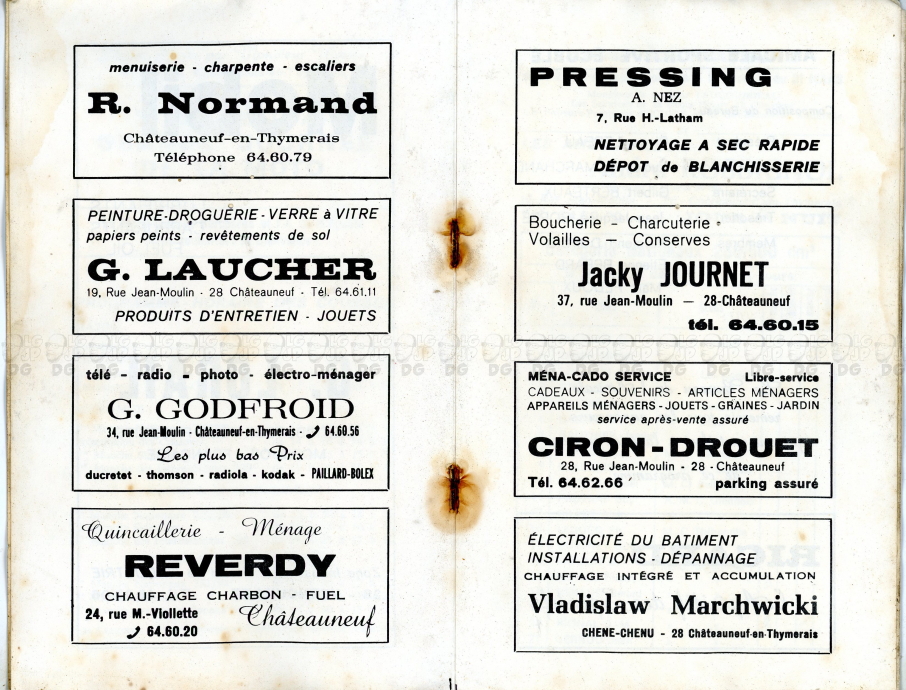 menuiserie - charpente - escaliers
R. Normand
Châteauneuf-en-Thymerais
Téléphone 64.60.79
PEINTURE-DROGUERIE - VERRE à VITRE
papiers peints - revêtements de sol
G. LAUCHER
19, Rue Jean-Moulin - 28 Châteauneuf - Tél. 64.61.11
PRODUITS D'ENTRETIEN - JOUETS
télé - radio - photo - électro-ménager
G. GODFROID
34, rue Jean-Moulin - Châteauneuf-en-Thymerais - 64.60.56
Les plus bas Prix
ducretet - thomson - radiola - kodak - PAILLARD-BOLEX
Quincaillerie - Ménage
REVERDY
CHAUFFAGE CHARBON - FUEL
24, rue M.-Viollette Châteauneuf
64.60.20
PRESSING
A. NEZ
7, Rue H.-Latham
NETTOYAGE A SEC RAPIDE
DÉPOT de BLANCHISSERIE
Boucherie - Charcuterie -
Volailles — Conserves
Jacky JOURNET
37, rue Jean-Moulin — 28-Châteauneuf
tél. 64.60.15
MÉNA-CADO SERVICE Libre-service
CADEAUX - SOUVENIRS - ARTICLES MÉNAGERS
APPAREILS MÉNAGERS - JOUETS - GRAINES - JARDIN
service après-vente assuré
CIRON-DROUET
28, Rue Jean-Moulin - 28 - Châteauneuf
Tél. 64.62.66 parking assuré
ÉLECTRICITÉ DU BATIMENT
INSTALLATIONS - DÉPANNAGE
CHAUFFAGE INTÉGRÉ ET ACCUMULATION
Vladislaw Marchwicki
CHENE-CHENU - 28 Châteauneuf-en-Thymerais